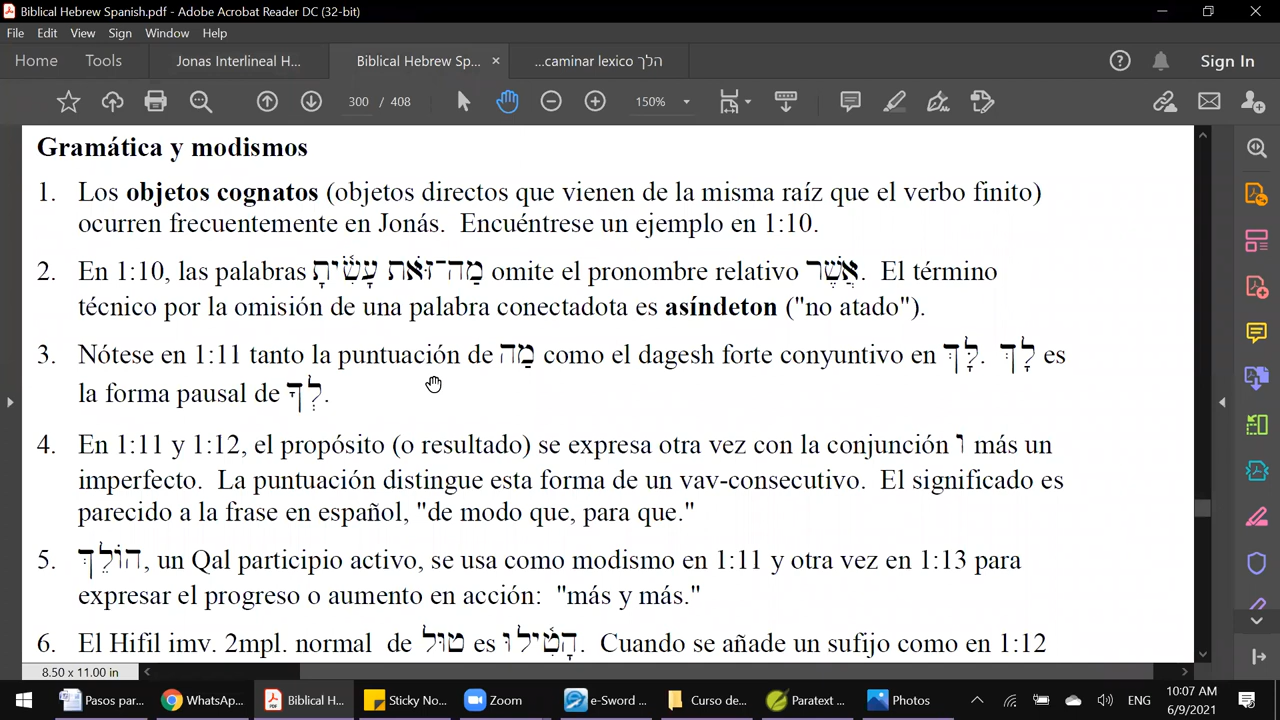 Biblical Hebrew Spanish.pdf - Adobe Acrobat Reader DC (32-bit)
File Edit View Sign Window Help
Home Tools Jonas Interlineal H... Biblical Hebrew Sp... × ...caminar lexico הלך Sign In
300 / 408 150%
Gramática y modismos
1. Los objetos cognatos (objetos directos que vienen de la misma raíz que el verbo finito)
ocurren frecuentemente en Jonás. Encuéntrese un ejemplo en 1:10.
2. En 1:10, las palabras מַה־זֹּאת עָשִׂ֫יתָ omite el pronombre relativo אֲשֶׁר. El término
técnico por la omisión de una palabra conectadota es asíndeton ("no atado").
3. Nótese en 1:11 tanto la puntuación de מַה como el dagesh forte conyuntivo en לָּךְ. לָךְ es
la forma pausal de לְךָ.
4. En 1:11 y 1:12, el propósito (o resultado) se expresa otra vez con la conjunción ו más un
imperfecto. La puntuación distingue esta forma de un vav-consecutivo. El significado es
parecido a la frase en español, "de modo que, para que."
5. הוֹלֵךְ, un Qal participio activo, se usa como modismo en 1:11 y otra vez en 1:13 para
expresar el progreso o aumento en acción: "más y más."
6. El Hifil imv. 2mpl. normal de טוּל es הָטִ֫ילוּ. Cuando se añade un sufijo como en 1:12
8.50 x 11.00 in
Pasos par... WhatsAp... Biblical H... Sticky No... Zoom e-Sword ... Curso de... Paratext ... Photos ENG 10:07 AM
6/9/2021